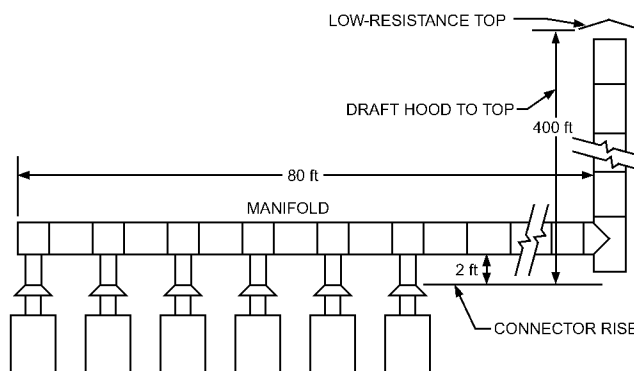 LOW-RESISTANCE TOP
DRAFT HOOD TO TOP
400 ft
80 ft
MANIFOLD
2 ft
CONNECTOR RISE